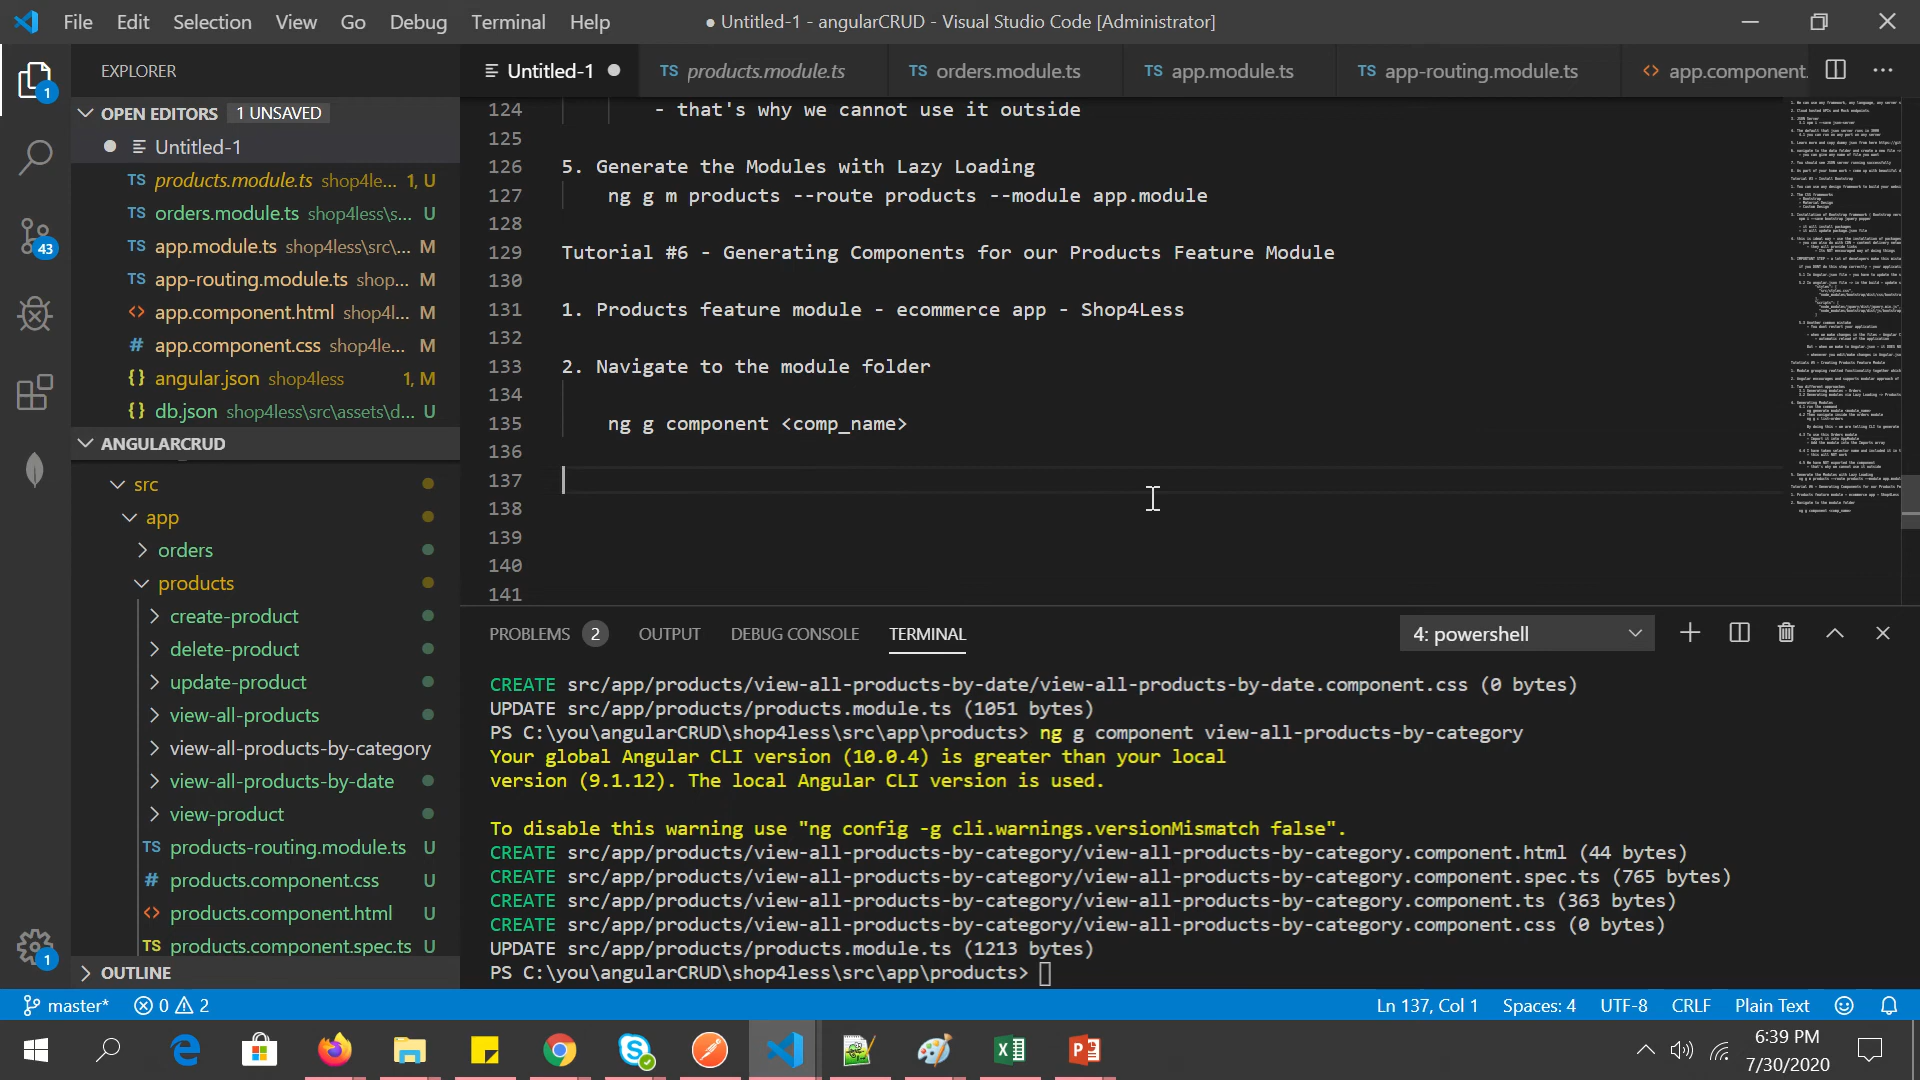 File Edit Selection View Go Debug Terminal Help ● Untitled-1 - angularCRUD - Visual Studio Code [Administrator]
EXPLORER
OPEN EDITORS 1 UNSAVED
Untitled-1
TS products.module.ts shop4le... 1, U
TS orders.module.ts shop4less\s... U
TS app.module.ts shop4less\src\... M
TS app-routing.module.ts shop... M
<> app.component.html shop4l... M
# app.component.css shop4le... M
{} angular.json shop4less 1, M
{} db.json shop4less\src\assets\d... U
ANGULARCRUD
src
app
orders
products
create-product
delete-product
update-product
view-all-products
view-all-products-by-category
view-all-products-by-date
view-product
TS products-routing.module.ts U
# products.component.css U
<> products.component.html U
TS products.component.spec.ts U
OUTLINE
1
43
1
Untitled-1 TS products.module.ts TS orders.module.ts TS app.module.ts TS app-routing.module.ts <> app.component.
124 - that's why we cannot use it outside
125
126 5. Generate the Modules with Lazy Loading
127 ng g m products --route products --module app.module
128
129 Tutorial #6 - Generating Components for our Products Feature Module
130
131 1. Products feature module - ecommerce app - Shop4Less
132
133 2. Navigate to the module folder
134
135 ng g component <comp_name>
136
137
138
139
140
141
PROBLEMS 2 OUTPUT DEBUG CONSOLE TERMINAL 4: powershell
CREATE src/app/products/view-all-products-by-date/view-all-products-by-date.component.css (0 bytes)
UPDATE src/app/products/products.module.ts (1051 bytes)
PS C:\you\angularCRUD\shop4less\src\app\products> ng g component view-all-products-by-category
Your global Angular CLI version (10.0.4) is greater than your local
version (9.1.12). The local Angular CLI version is used.
To disable this warning use "ng config -g cli.warnings.versionMismatch false".
CREATE src/app/products/view-all-products-by-category/view-all-products-by-category.component.html (44 bytes)
CREATE src/app/products/view-all-products-by-category/view-all-products-by-category.component.spec.ts (765 bytes)
CREATE src/app/products/view-all-products-by-category/view-all-products-by-category.component.ts (363 bytes)
CREATE src/app/products/view-all-products-by-category/view-all-products-by-category.component.css (0 bytes)
UPDATE src/app/products/products.module.ts (1213 bytes)
PS C:\you\angularCRUD\shop4less\src\app\products>
master* 0 2 Ln 137, Col 1 Spaces: 4 UTF-8 CRLF Plain Text
6:39 PM
7/30/2020